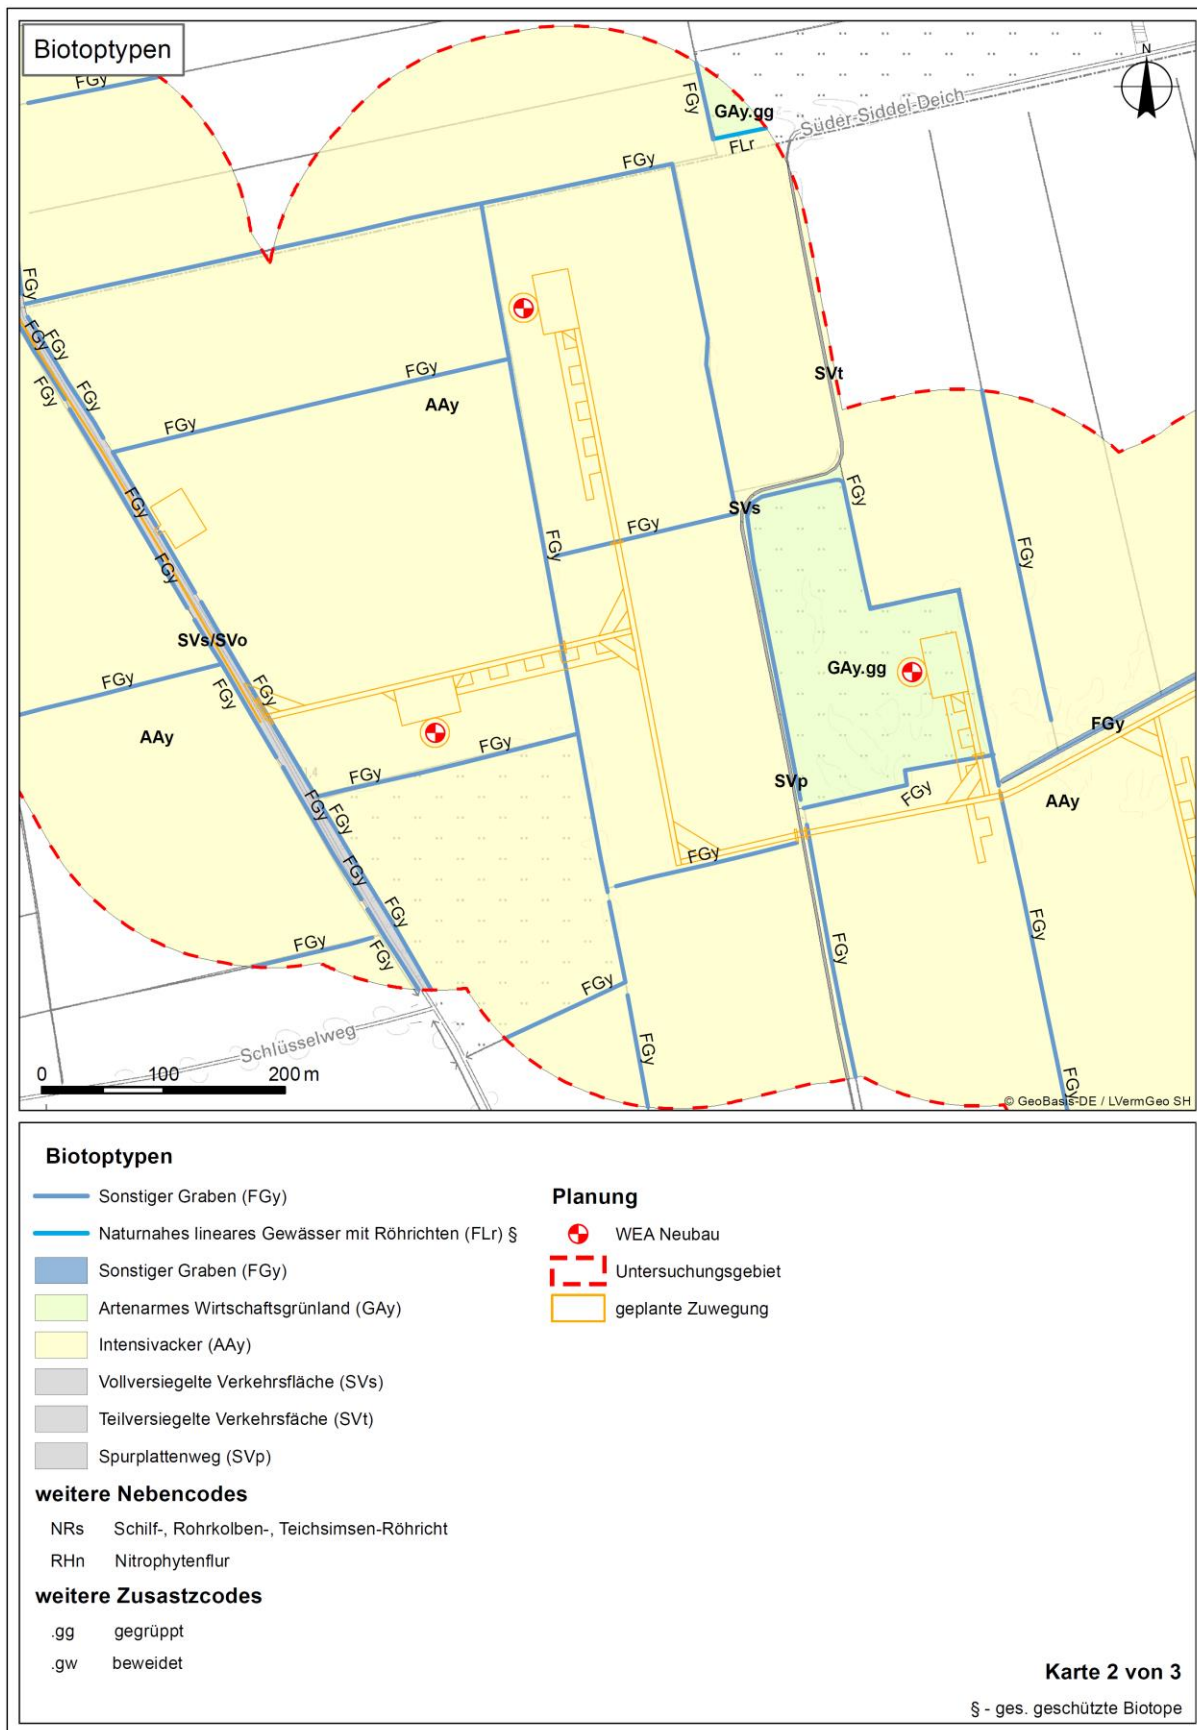 Biotoptypen
FGy
FGy
GAy.gg
N
Süder-Siddel-Deich
FLr
FGy
FGy
FGy
FGy
FGy
FGy
FGy
FGy
AAy
SVt
FGy
FGy
SVs
FGy
FGy
FGy
FGy
FGy
SVs/SVo
FGy
FGy
FGy
GAy.gg
AAy
FGy
FGy
FGy
SVp
FGy
AAy
FGy
FGy
FGy
FGy
FGy
FGy
FGy
FGy
FGy
FGy
FGy
FGy
Schlüsselweg
0 100 200 m
© GeoBasis-DE / LVermGeo SH
Biotoptypen
Sonstiger Graben (FGy)
Naturnahes lineares Gewässer mit Röhrichten (FLr) §
Sonstiger Graben (FGy)
Artenarmes Wirtschaftsgrünland (GAy)
Intensivacker (AAy)
Vollversiegelte Verkehrsfläche (SVs)
Teilversiegelte Verkehrsfäche (SVt)
Spurplattenweg (SVp)
Planung
WEA Neubau
Untersuchungsgebiet
geplante Zuwegung
weitere Nebencodes
NRs Schilf-, Rohrkolben-, Teichsimsen-Röhricht
RHn Nitrophytenflur
weitere Zusastzcodes
.gg gegrüppt
.gw beweidet
Karte 2 von 3
§ - ges. geschützte Biotope